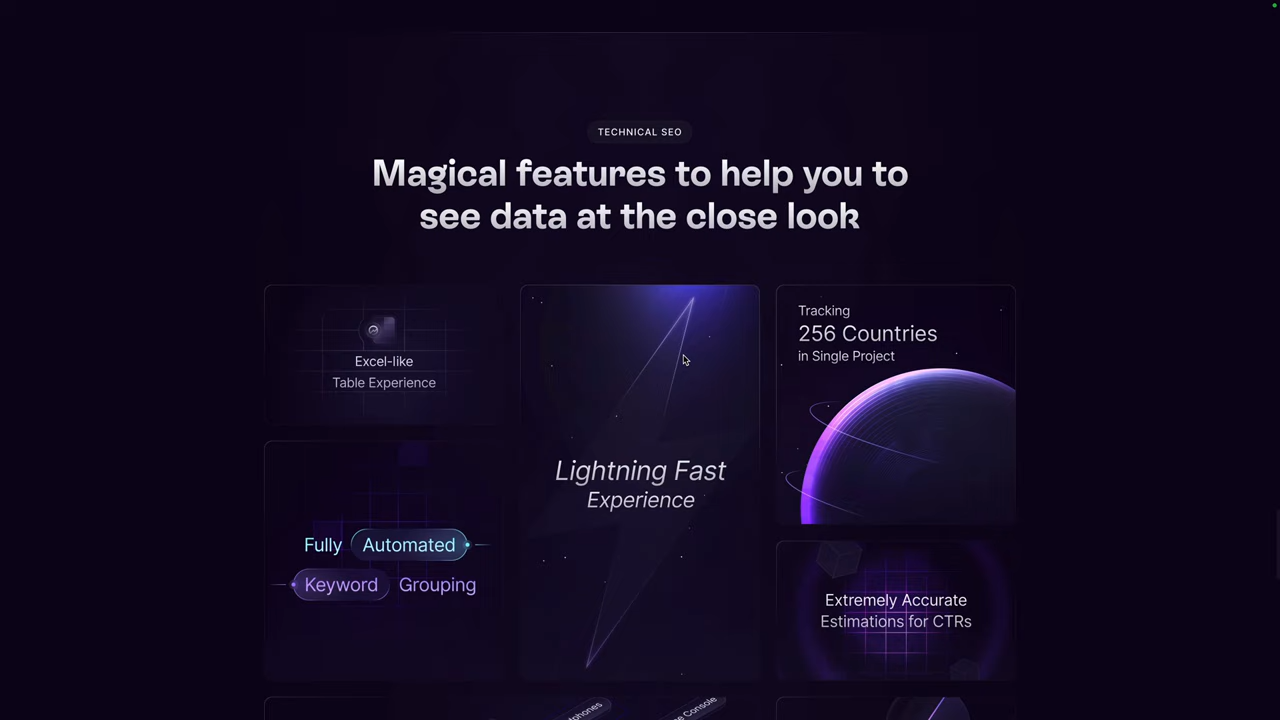 TECHNICAL SEO
Magical features to help you to
see data at the close look
Excel-like
Table Experience
Lightning Fast
Experience
Tracking
256 Countries
in Single Project
Fully Automated
Keyword Grouping
Extremely Accurate
Estimations for CTRs
Console